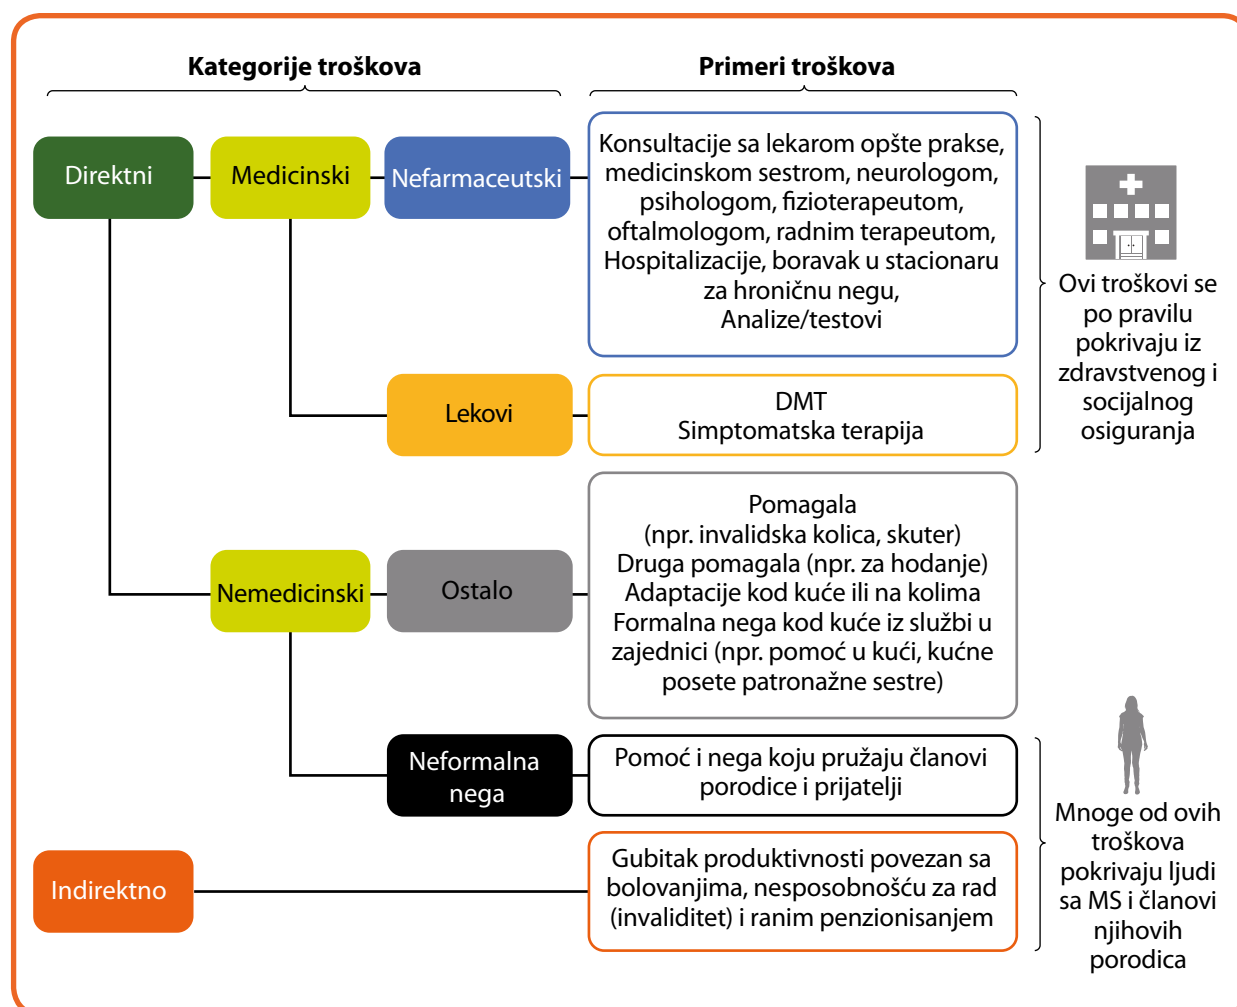 Kategorije troškova
Primeri troškova
Direktni
Medicinski
Nefarmaceutski
Konsultacije sa lekarom opšte prakse,
medicinskom sestrom, neurologom,
psihologom, fizioterapeutom,
oftalmologom, radnim terapeutom,
Hospitalizacije, boravak u stacionaru
za hroničnu negu,
Analize/testovi
Lekovi
DMT
Simptomatska terapija
Ovi troškovi se
po pravilu
pokrivaju iz
zdravstvenog i
socijalnog
osiguranja
Nemedicinski
Ostalo
Pomagala
(npr. invalidska kolica, skuter)
Druga pomagala (npr. za hodanje)
Adaptacije kod kuće ili na kolima
Formalna nega kod kuće iz službi u
zajednici (npr. pomoć u kući, kućne
posete patronažne sestre)
Neformalna
nega
Pomoć i nega koju pružaju članovi
porodice i prijatelji
Indirektno
Gubitak produktivnosti povezan sa
bolovanjima, nesposobnošću za rad
(invaliditet) i ranim penzionisanjem
Mnoge od ovih
troškova
pokrivaju ljudi
sa MS i članovi
njihovih
porodica